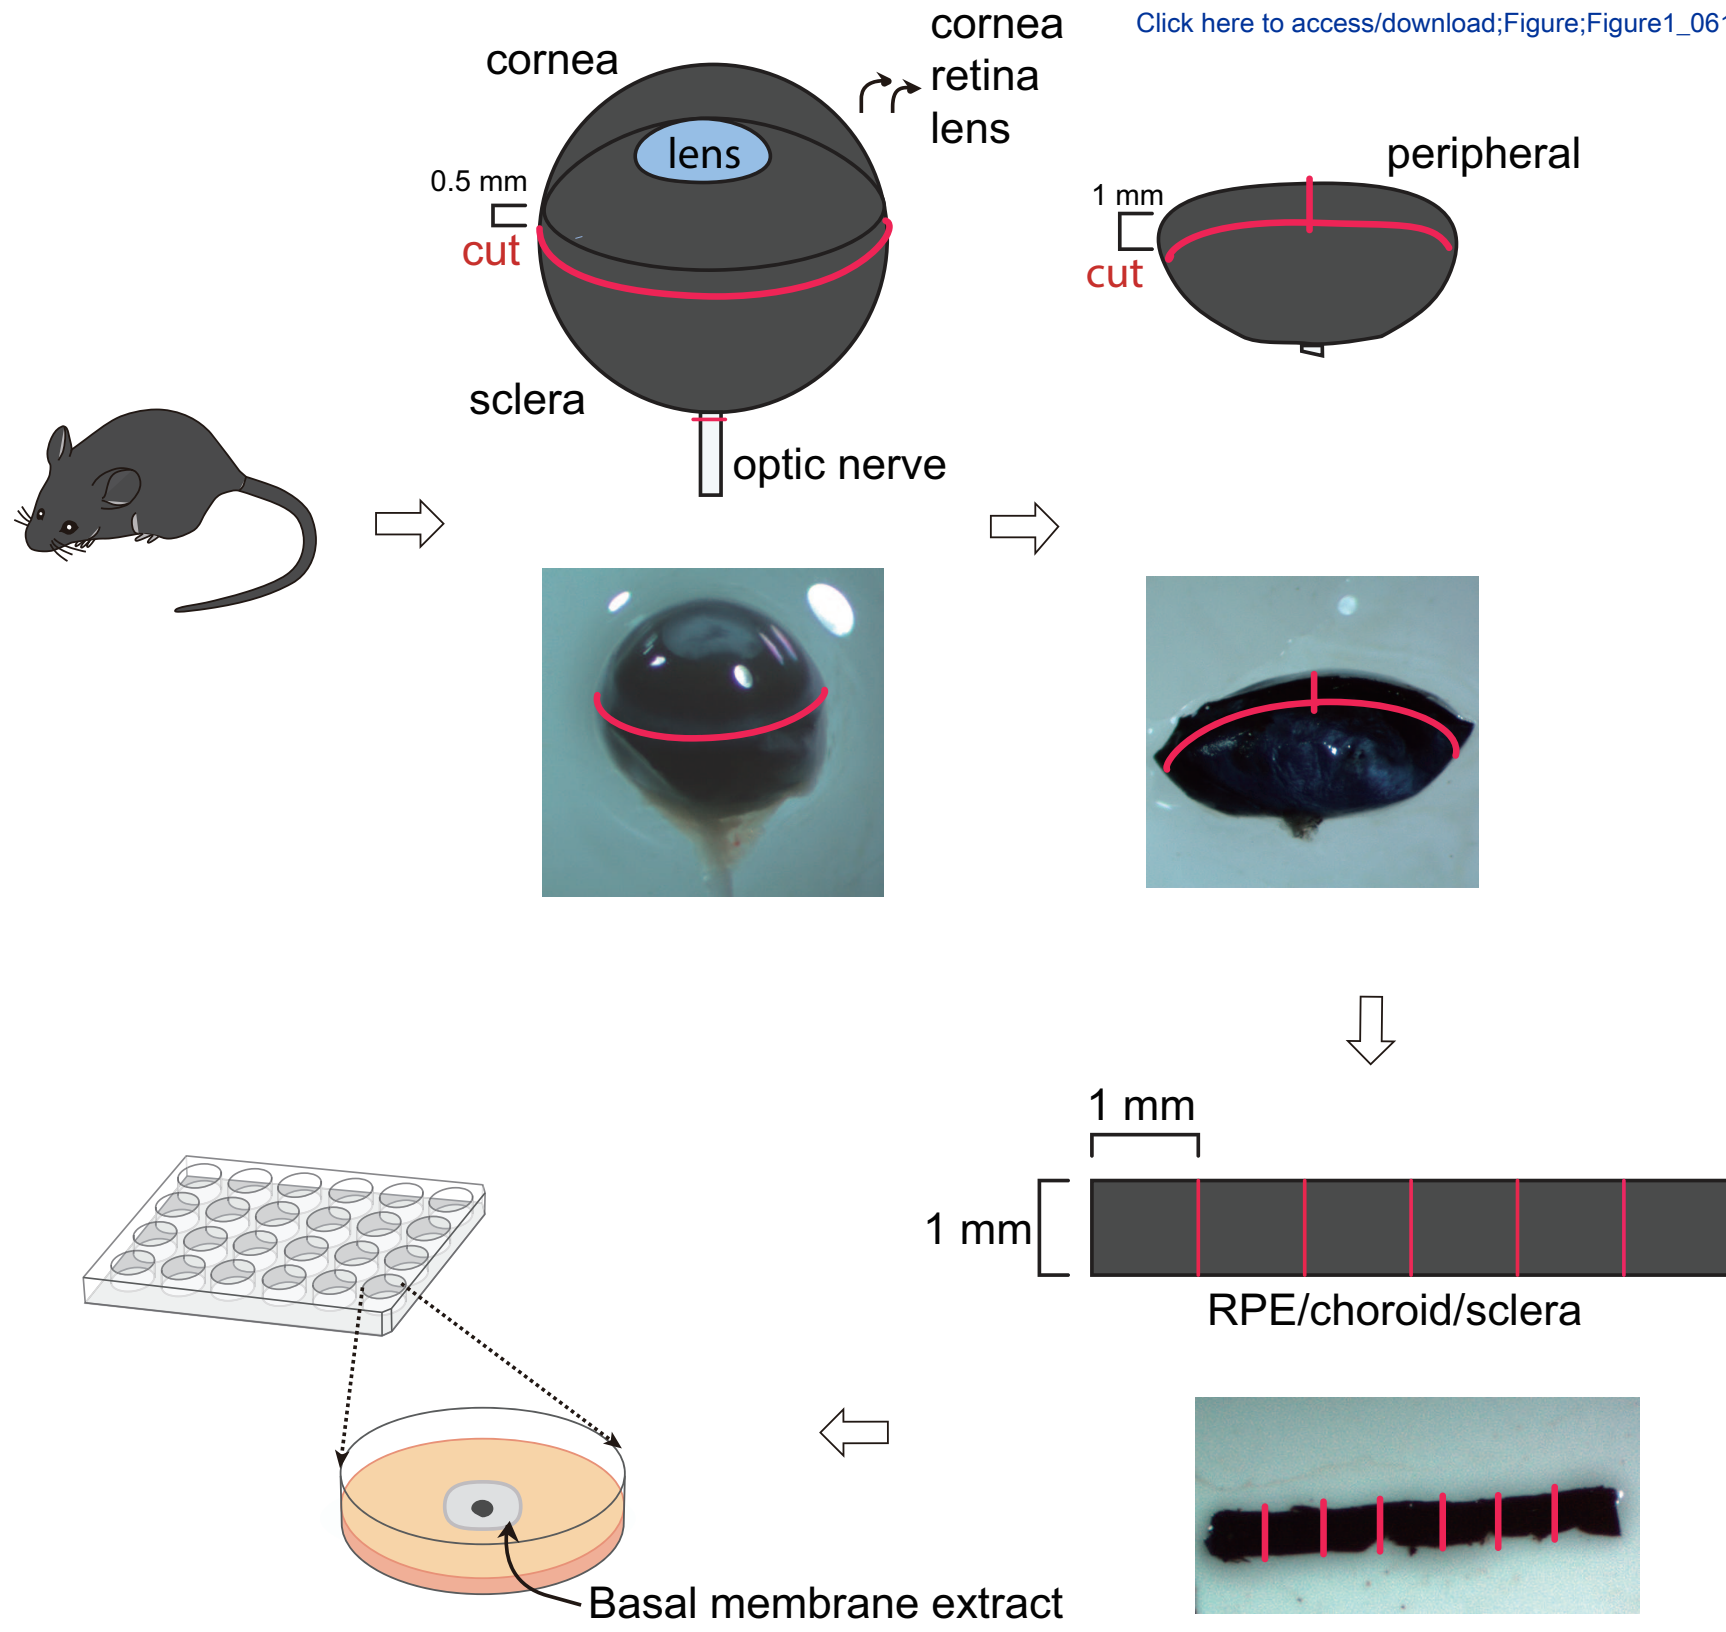 Click here to access/download;Figure;Figure1_061
cornea
cornea
retina
lens
lens
0.5 mm
cut
sclera
optic nerve
peripheral
1 mm
cut
1 mm
1 mm
RPE/choroid/sclera
Basal membrane extract